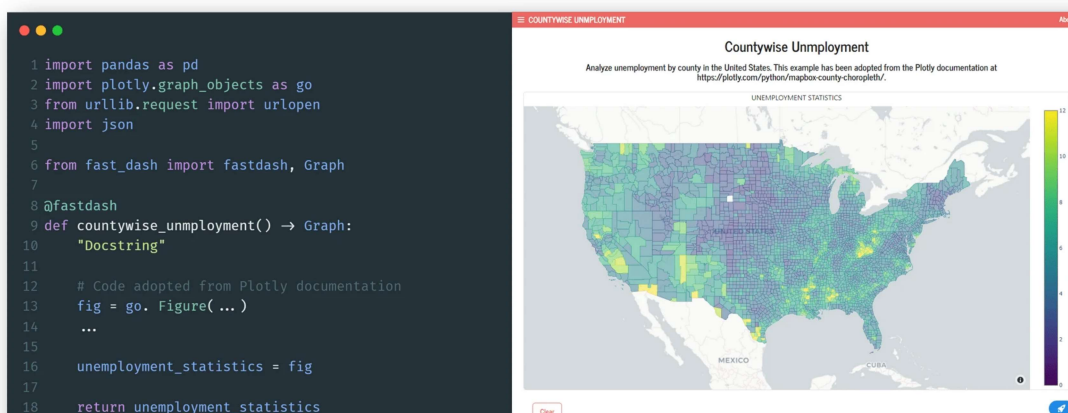 1 import pandas as pd
2 import plotly.graph_objects as go
3 from urllib.request import urlopen
4 import json
5
6 from fast_dash import fastdash, Graph
7
8 @fastdash
9 def countywise_unmployment() → Graph:
10 "Docstring"
11
12 # Code adopted from Plotly documentation
13 fig = go. Figure( ... )
14 ...
15
16 unemployment_statistics = fig
17
18 return unemployment_statistics
COUNTYWISE UNMPLOYMENT
Countywise Unmployment
Analyze unemployment by county in the United States. This example has been adopted from the Plotly documentation at
https://plotly.com/python/mapbox-county-choropleth/.
UNEMPLOYMENT STATISTICS
12
10
8
6
4
2
0
UNITED STATES
MEXICO
CUBA
Clear